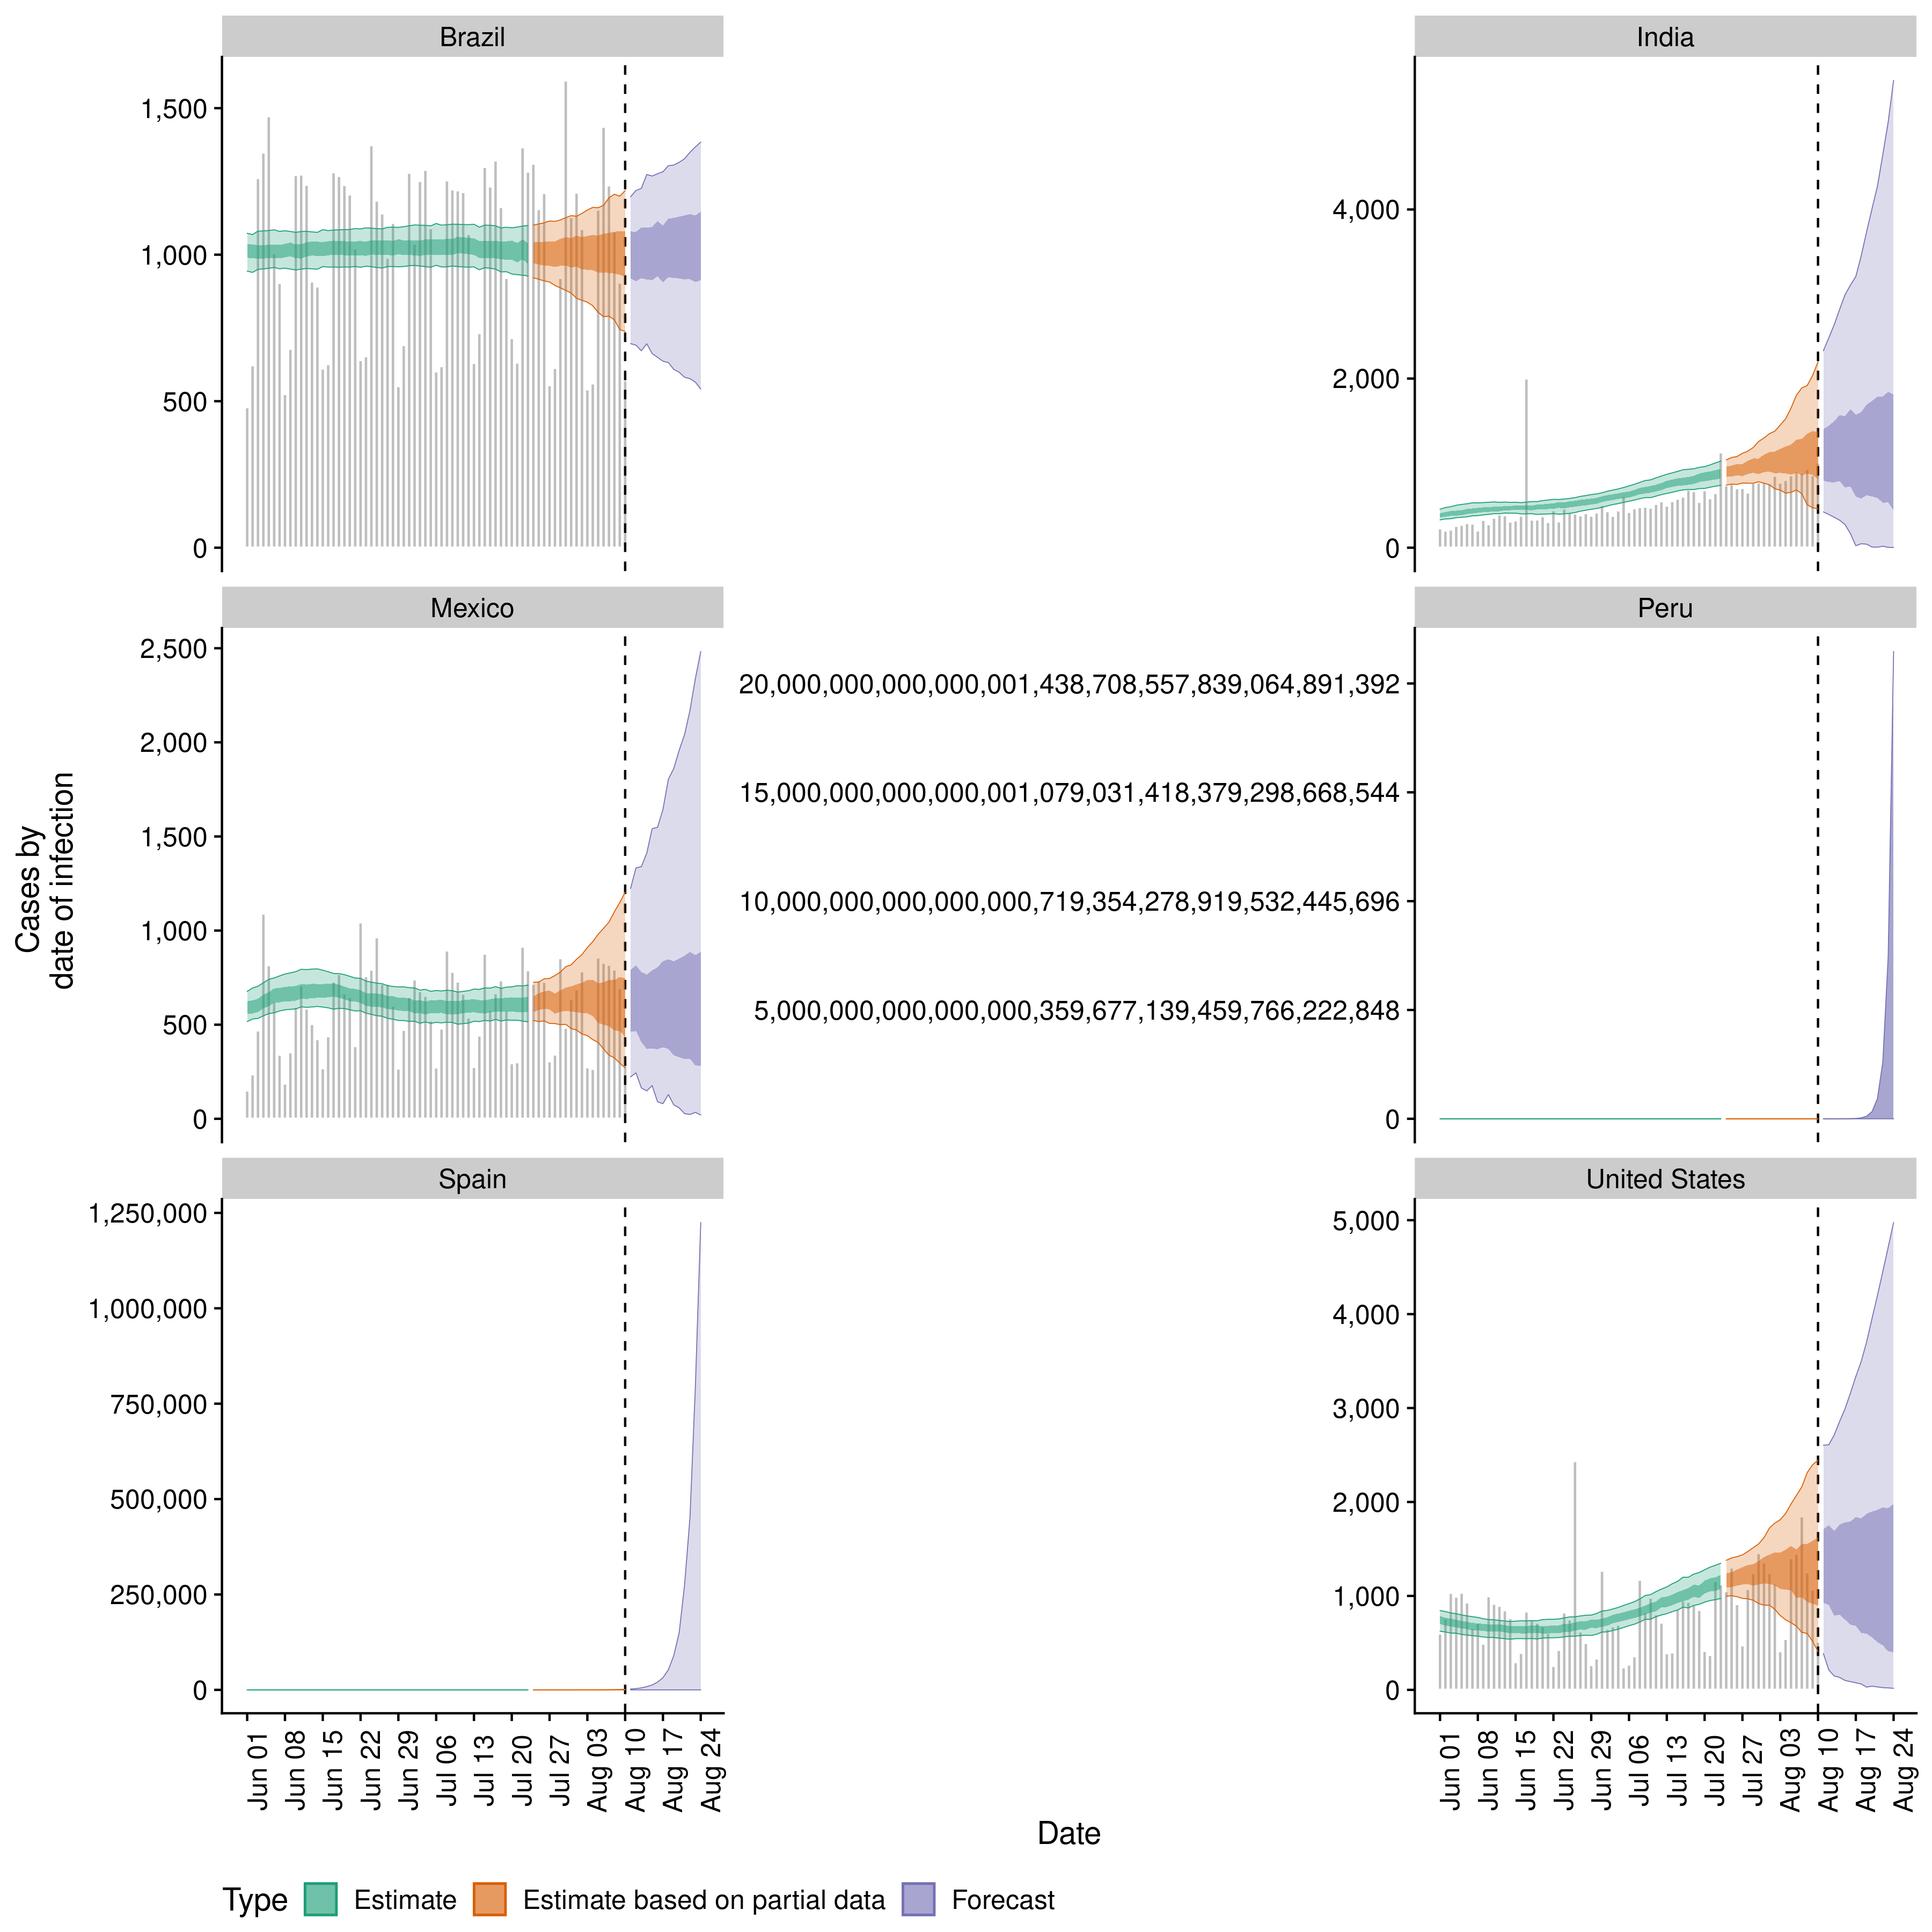 Brazil
1,500
1,000
500
0
India
4,000
2,000
0
Cases by
date of infection
Mexico
2,500
2,000
1,500
1,000
500
0
Peru
20,000,000,000,000,001,438,708,557,839,064,891,392
15,000,000,000,000,001,079,031,418,379,298,668,544
10,000,000,000,000,000,719,354,278,919,532,445,696
5,000,000,000,000,000,359,677,139,459,766,222,848
0
Spain
1,250,000
1,000,000
750,000
500,000
250,000
0
Jun 01
Jun 08
Jun 15
Jun 22
Jun 29
Jul 06
Jul 13
Jul 20
Jul 27
Aug 03
Aug 10
Aug 17
Aug 24
United States
5,000
4,000
3,000
2,000
1,000
0
Jun 01
Jun 08
Jun 15
Jun 22
Jun 29
Jul 06
Jul 13
Jul 20
Jul 27
Aug 03
Aug 10
Aug 17
Aug 24
Date
Type Estimate Estimate based on partial data Forecast